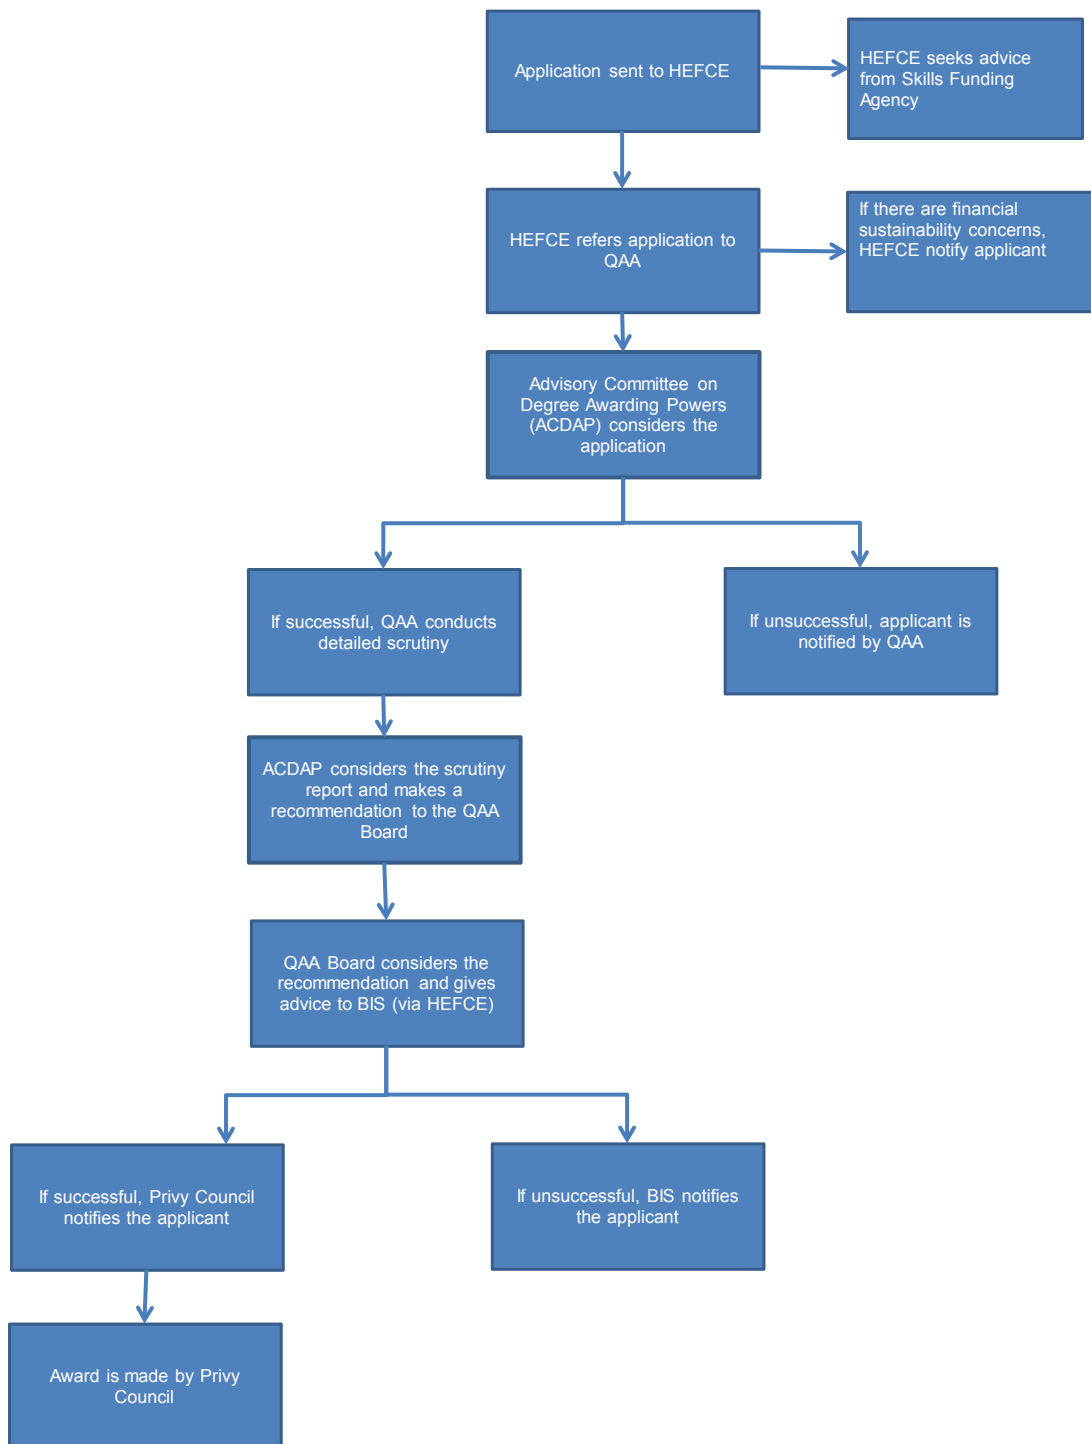 Application sent to HEFCE
HEFCE seeks advice
from Skills Funding
Agency
HEFCE refers application to
QAA
If there are financial
sustainability concerns,
HEFCE notify applicant
Advisory Committee on
Degree Awarding Powers
(ACDAP) considers the
application
If successful, QAA conducts
detailed scrutiny
If unsuccessful, applicant is
notified by QAA
ACDAP considers the scrutiny
report and makes a
recommendation to the QAA
Board
QAA Board considers the
recommendation and gives
advice to BIS (via HEFCE)
If successful, Privy Council
notifies the applicant
If unsuccessful, BIS notifies
the applicant
Award is made by Privy
Council